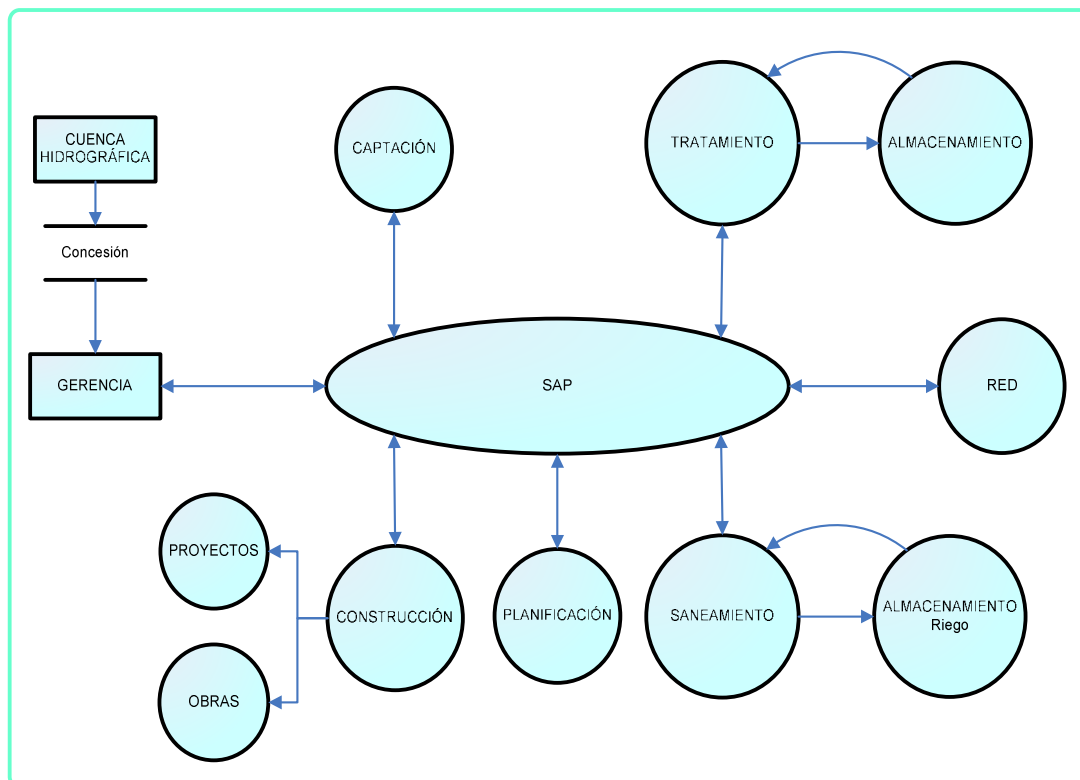 CUENCA
HIDROGRÁFICA
Concesión
GERENCIA
CAPTACIÓN
TRATAMIENTO
ALMACENAMIENTO
SAP
RED
PROYECTOS
OBRAS
CONSTRUCCIÓN
PLANIFICACIÓN
SANEAMIENTO
ALMACENAMIENTO
Riego